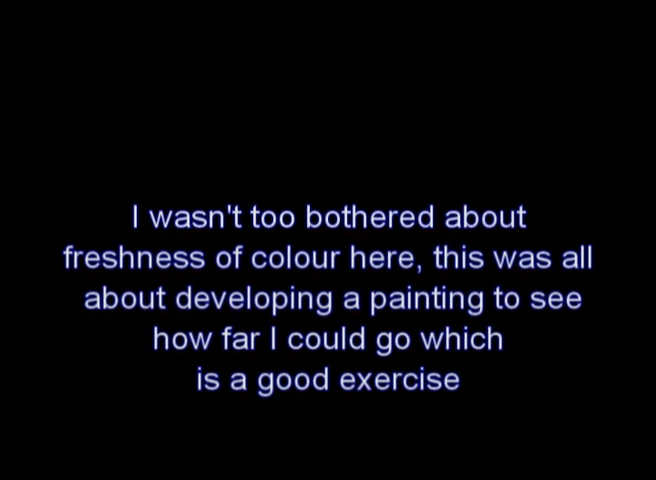 I wasn't too bothered about
freshness of colour here, this was all
about developing a painting to see
how far I could go which
is a good exercise